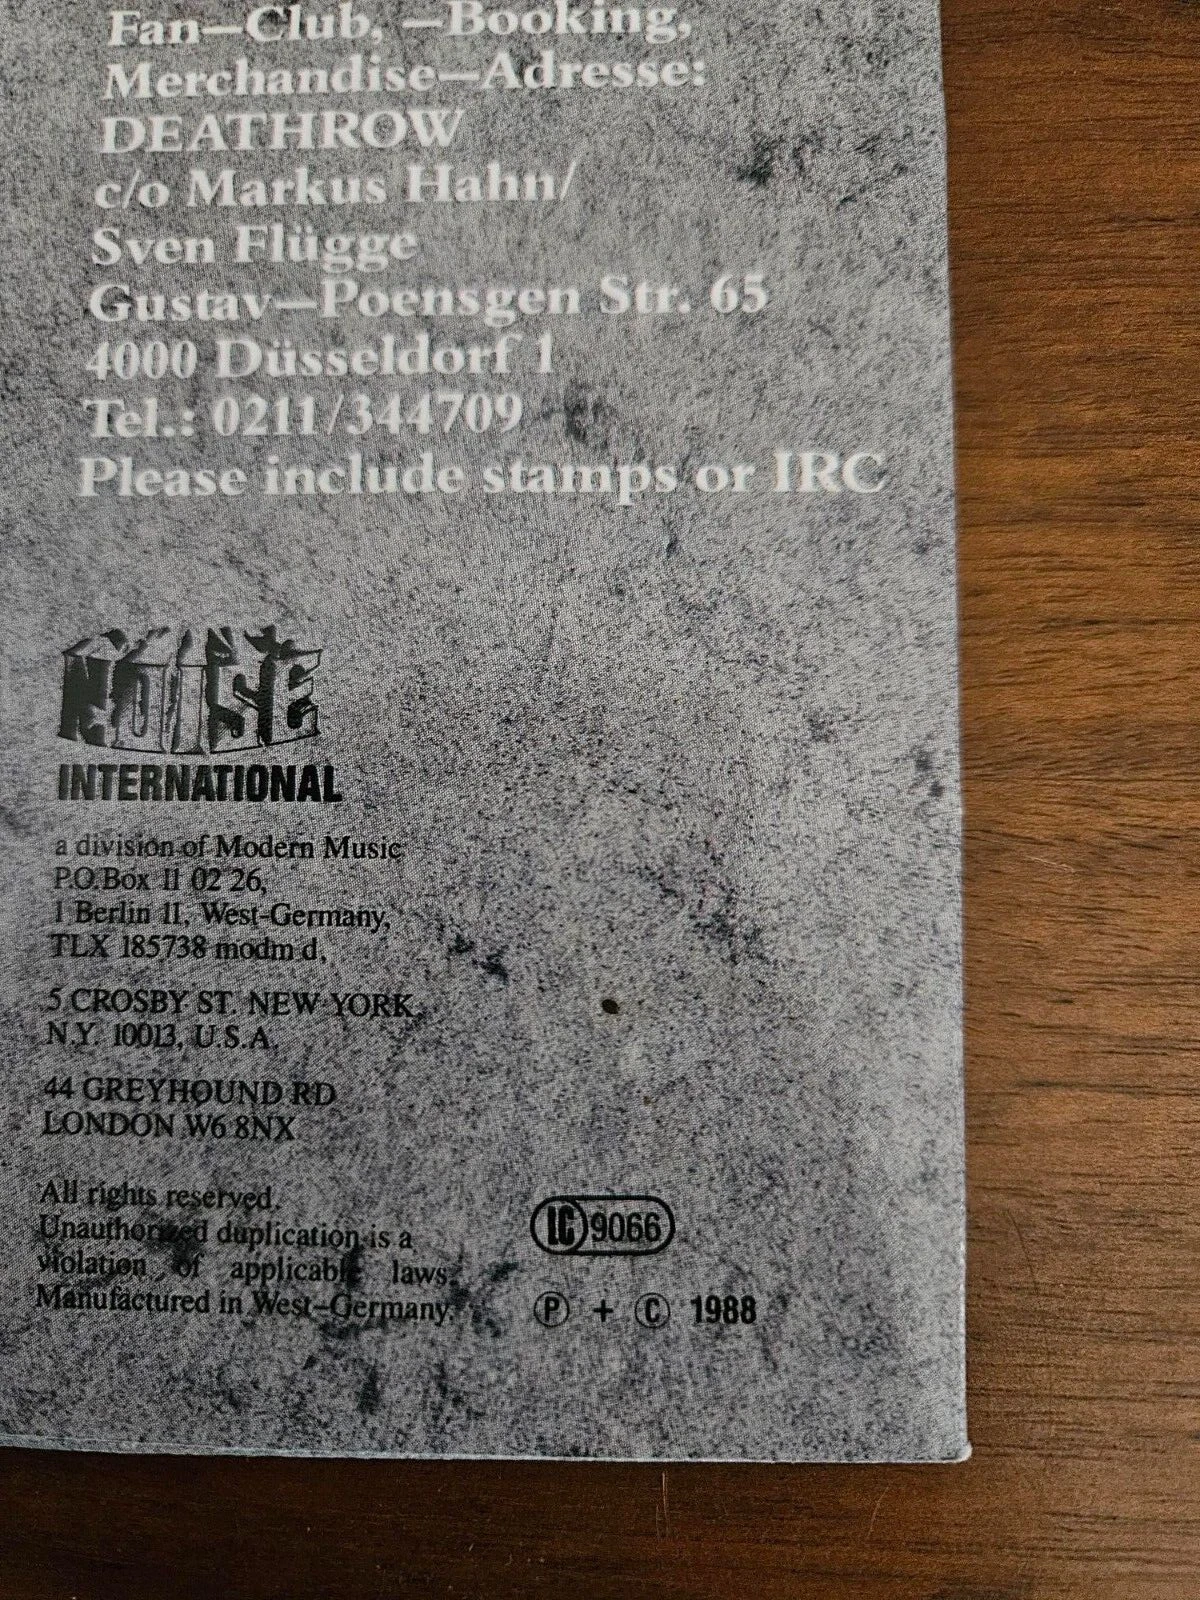 Fan—Club, —Booking,
Merchandise—Adresse:
DEATHROW
c/o Markus Hahn/
Sven Flügge
Gustav—Poensgen Str. 65
4000 Düsseldorf 1
Tel.: 0211/344709
Please include stamps or IRC
NOISE
INTERNATIONAL
a division of Modern Music
P.O.Box 11 02 26,
1 Berlin 11, West-Germany,
TLX 185738 modm d,
5 CROSBY ST. NEW YORK,
N.Y. 10013, U.S.A.
44 GREYHOUND RD
LONDON W6 8NX
All rights reserved.
Unauthorized duplication is a
violation of applicable laws.
Manufactured in West-Germany.
LC 9066
Ⓟ + Ⓒ 1988